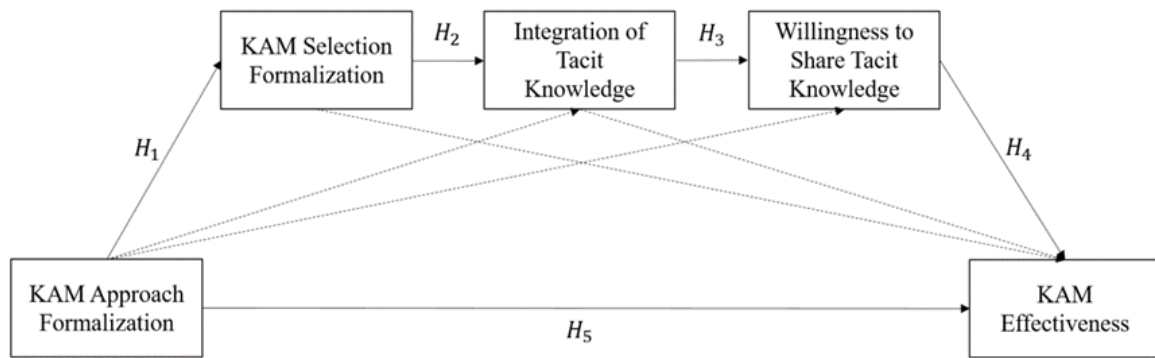 KAM Selection
Formalization
H₂
Integration of
Tacit
Knowledge
H₃
Willingness to
Share Tacit
Knowledge
H₁
H₄
KAM Approach
Formalization
H₅
KAM
Effectiveness